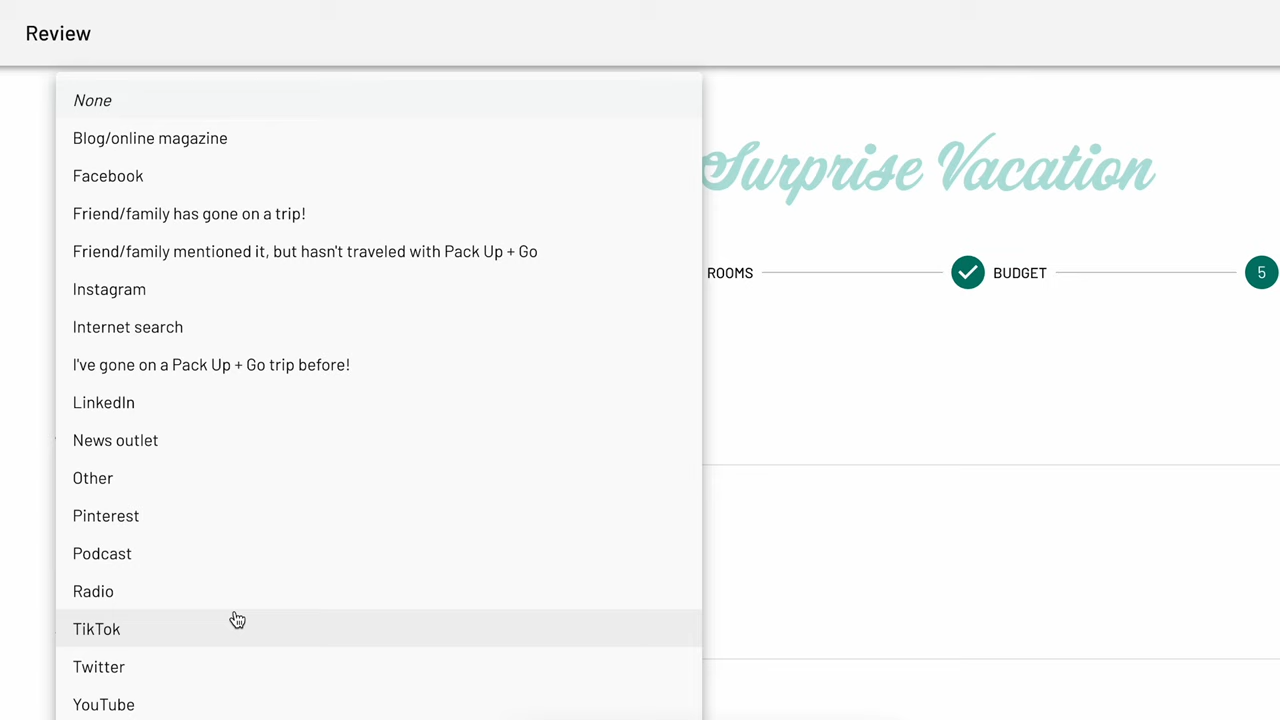 Review
None
Blog/online magazine
Facebook
Friend/family has gone on a trip!
Friend/family mentioned it, but hasn't traveled with Pack Up + Go
Instagram
Internet search
I've gone on a Pack Up + Go trip before!
LinkedIn
News outlet
Other
Pinterest
Podcast
Radio
TikTok
Twitter
YouTube
Surprise Vacation
ROOMS
BUDGET
5